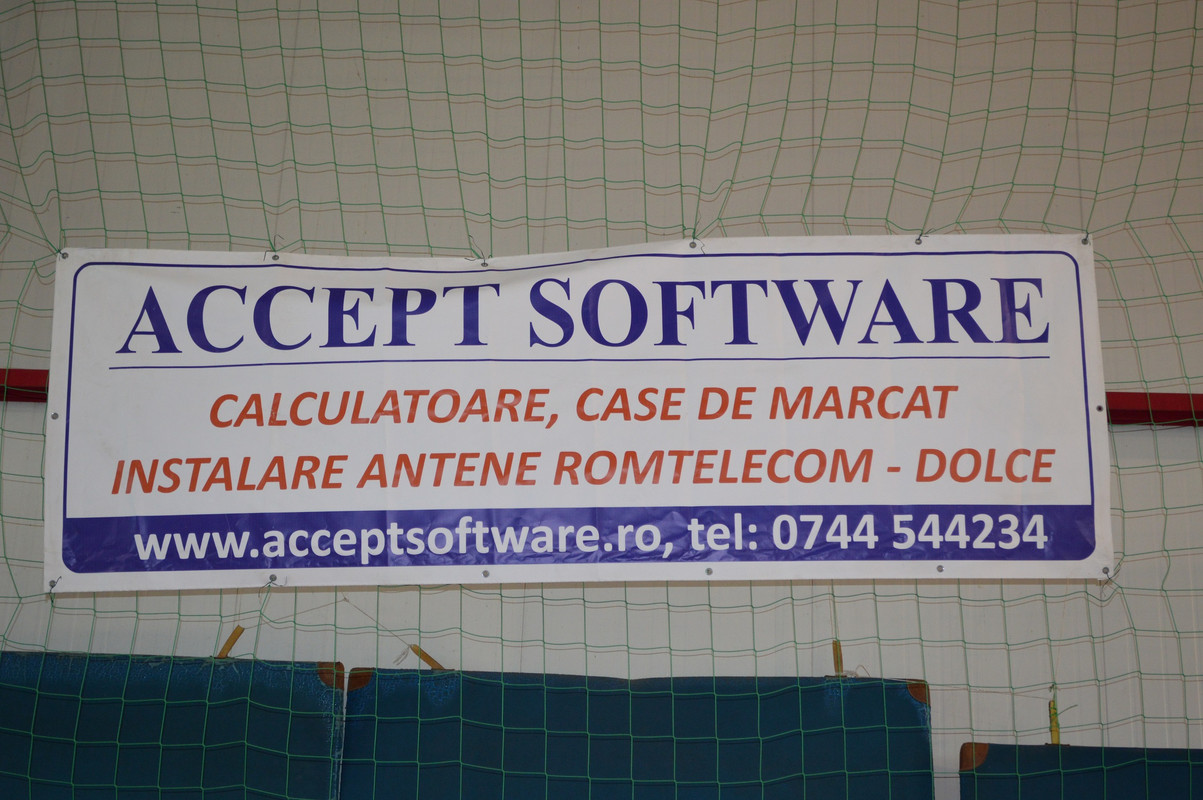 ACCEPT SOFTWARE
CALCULATOARE, CASE DE MARCAT
INSTALARE ANTENE ROMTELECOM - DOLCE
www.acceptsoftware.ro, tel: 0744 544234